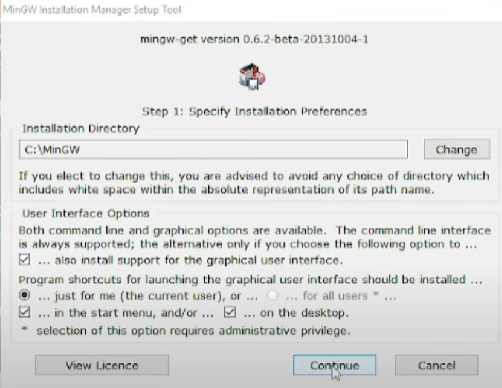 MinGW Installation Manager Setup Tool
mingw-get version 0.6.2-beta-20131004-1
Step 1: Specify Installation Preferences
Installation Directory
C:\MinGW
Change
If you elect to change this, you are advised to avoid any choice of directory which
includes white space within the absolute representation of its path name.
User Interface Options
Both command line and graphical options are available. The command line interface
is always supported; the alternative only if you choose the following option to ...
... also install support for the graphical user interface.
Program shortcuts for launching the graphical user interface should be installed ...
... just for me (the current user), or ... ... for all users * ...
... in the start menu, and/or ... ... on the desktop.
* selection of this option requires administrative privilege.
View Licence Continue Cancel